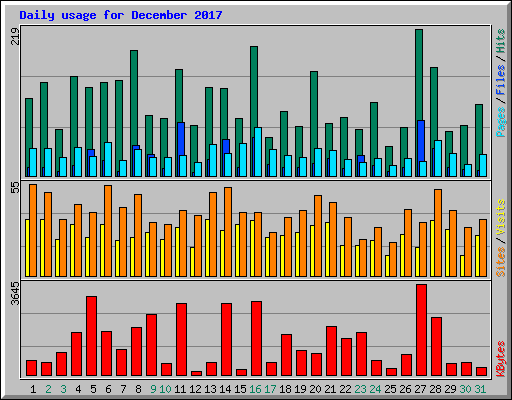 Daily usage for December 2017
219
Pages / Files / Hits
55
Sites / Visits
3645
KBytes
1 2 3 4 5 6 7 8 9 10 11 12 13 14 15 16 17 18 19 20 21 22 23 24 25 26 27 28 29 30 31